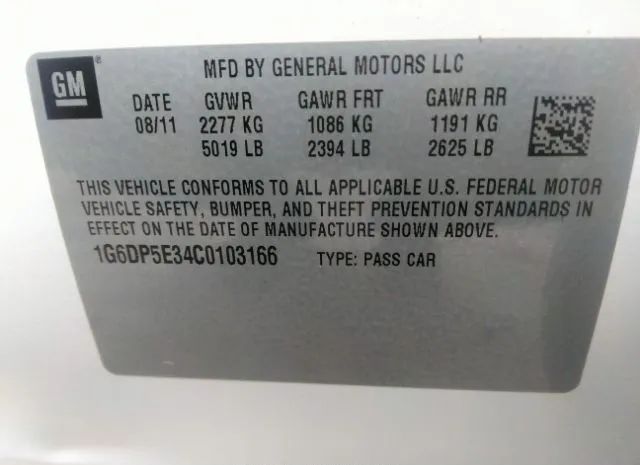 GM®
MFD BY GENERAL MOTORS LLC
DATE GVWR GAWR FRT GAWR RR
08/11 2277 KG 1086 KG 1191 KG
5019 LB 2394 LB 2625 LB
THIS VEHICLE CONFORMS TO ALL APPLICABLE U.S. FEDERAL MOTOR
VEHICLE SAFETY, BUMPER, AND THEFT PREVENTION STANDARDS IN
EFFECT ON THE DATE OF MANUFACTURE SHOWN ABOVE.
1G6DP5E34C0103166 TYPE: PASS CAR